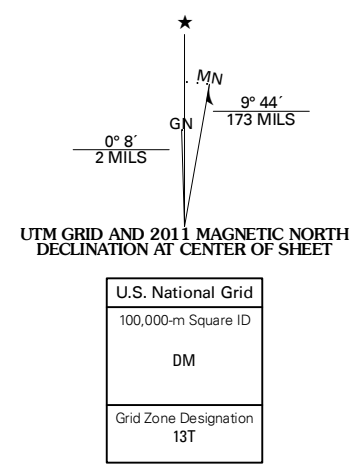 MN
9° 44´
173 MILS
GN
0° 8´
2 MILS
UTM GRID AND 2011 MAGNETIC NORTH
DECLINATION AT CENTER OF SHEET
U.S. National Grid
100,000-m Square ID
DM
Grid Zone Designation
13T